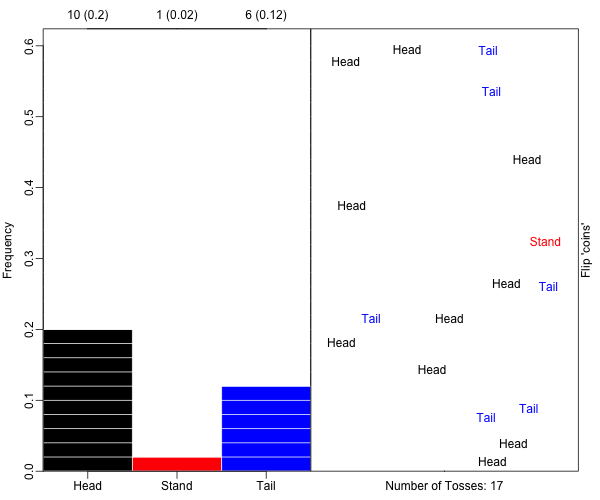 10 (0.2) 1 (0.02) 6 (0.12)
Frequency
0.6
0.5
0.4
0.3
0.2
0.1
0.0
Head Stand Tail
Head Tail
Head
Tail
Head
Head
Stand
Head Tail
Tail Head
Head
Head
Tail
Tail
Head
Head
Flip 'coins'
Number of Tosses: 17